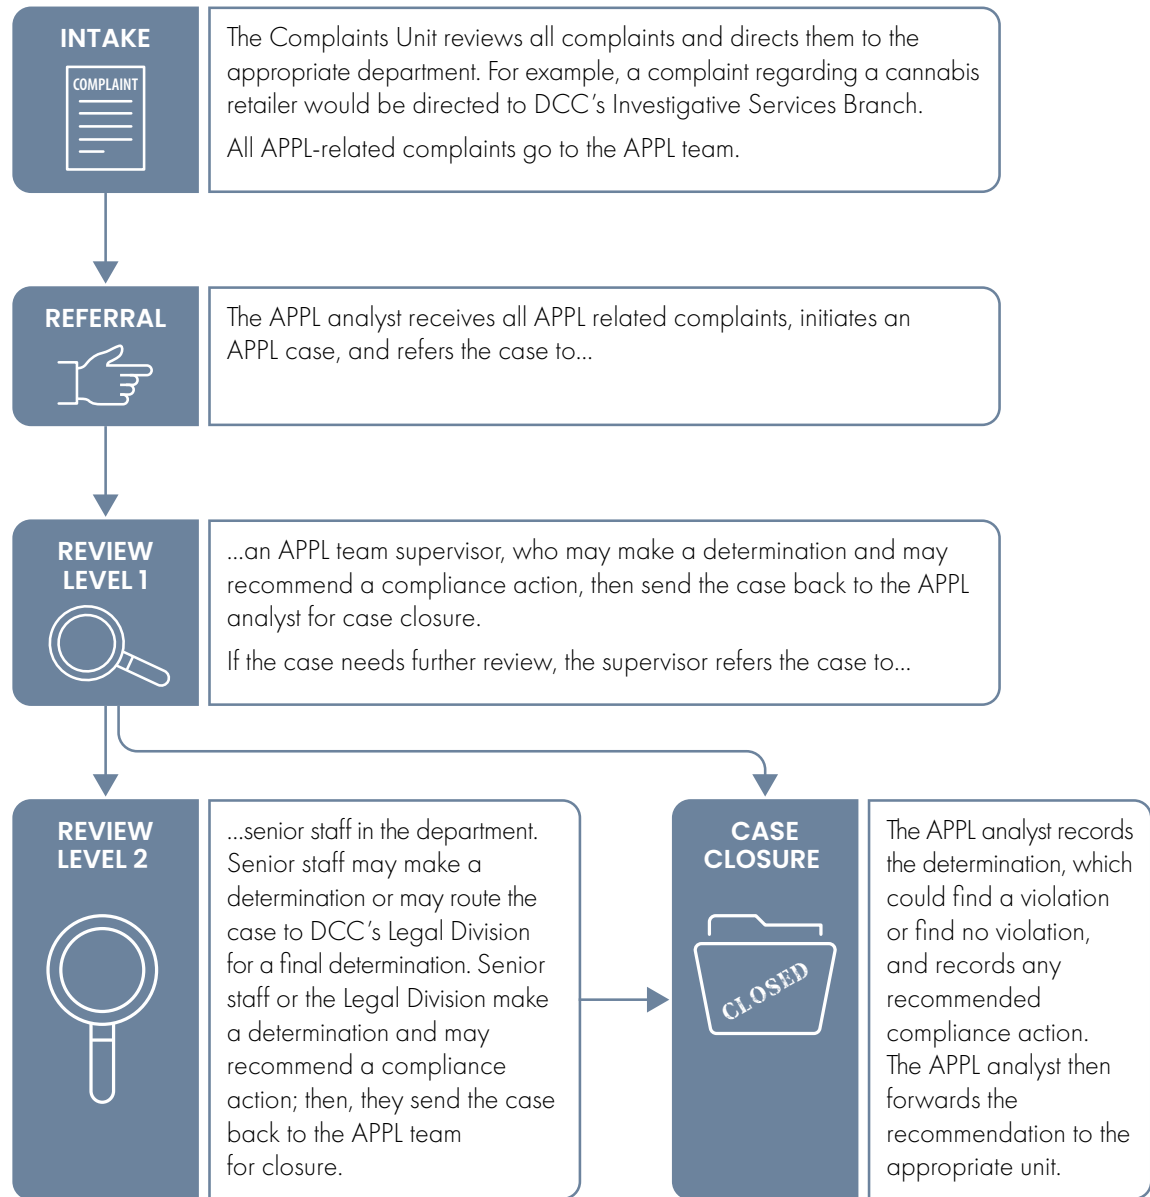 INTAKE
COMPLAINT
The Complaints Unit reviews all complaints and directs them to the
appropriate department. For example, a complaint regarding a cannabis
retailer would be directed to DCC’s Investigative Services Branch.
All APPL-related complaints go to the APPL team.
REFERRAL
The APPL analyst receives all APPL related complaints, initiates an
APPL case, and refers the case to...
REVIEW
LEVEL 1
...an APPL team supervisor, who may make a determination and may
recommend a compliance action, then send the case back to the APPL
analyst for case closure.
If the case needs further review, the supervisor refers the case to...
REVIEW
LEVEL 2
...senior staff in the department.
Senior staff may make a
determination or may route the
case to DCC’s Legal Division
for a final determination. Senior
staff or the Legal Division make
a determination and may
recommend a compliance
action; then, they send the case
back to the APPL team
for closure.
CASE
CLOSURE
CLOSED
The APPL analyst records
the determination, which
could find a violation
or find no violation,
and records any
recommended
compliance action.
The APPL analyst then
forwards the
recommendation to the
appropriate unit.